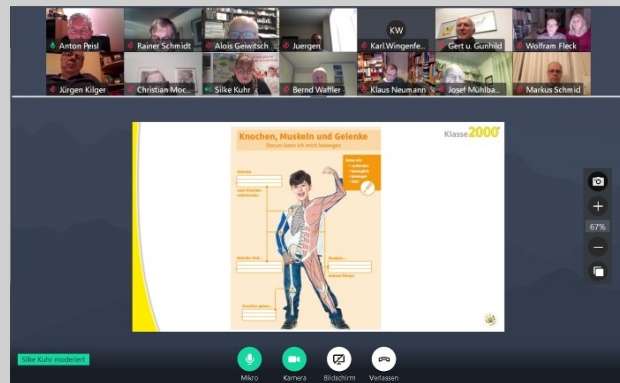 KW
Anton Peisl
Rainer Schmidt
Alois Geiwitsch
Juergen
Karl.Wingenfe...
Gert u. Gunhild
Wolfram Fleck
Jürgen Kilger
Christian Moc...
Silke Kuhr
Bernd Waffler
Klaus Neumann
Josef Mühlba...
Markus Schmid
Knochen, Muskeln und Gelenke
Darum kann ich mich bewegen
Klasse2000
67%
Silke Kuhr moderiert
Mikro
Kamera
Bildschirm
Verlassen